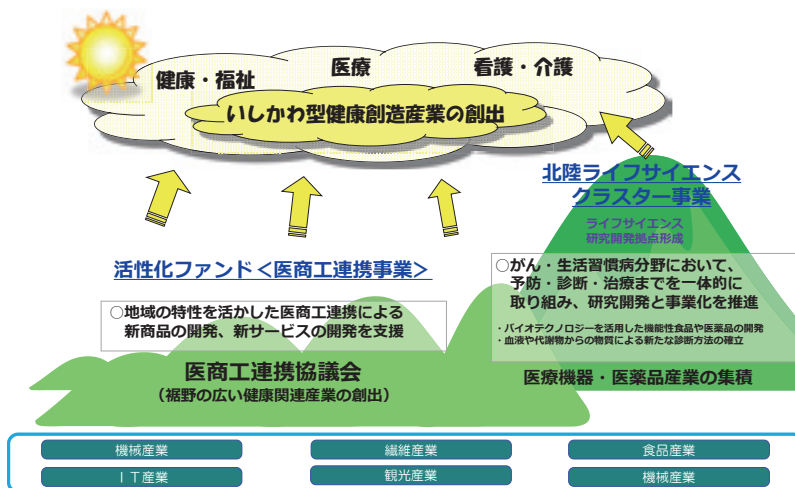 健康・福祉
医療
看護・介護
いしかわ型健康創造産業の創出
北陸ライフサイエンス
クラスター事業
ライフサイエンス
研究開発拠点形成
活性化ファンド＜医商工連携事業＞
○がん・生活習慣病分野において、
予防・診断・治療までを一体的に
取り組み、研究開発と事業化を推進
○地域の特性を活かした医商工連携による
新商品の開発、新サービスの開発を支援
・バイオテクノロジーを活用した機能性食品や医薬品の開発
・血液や代謝物からの物質による新たな診断方法の確立
医商工連携協議会
（裾野の広い健康関連産業の創出）
医療機器・医薬品産業の集積
機械産業
繊維産業
食品産業
ＩＴ産業
観光産業
機械産業